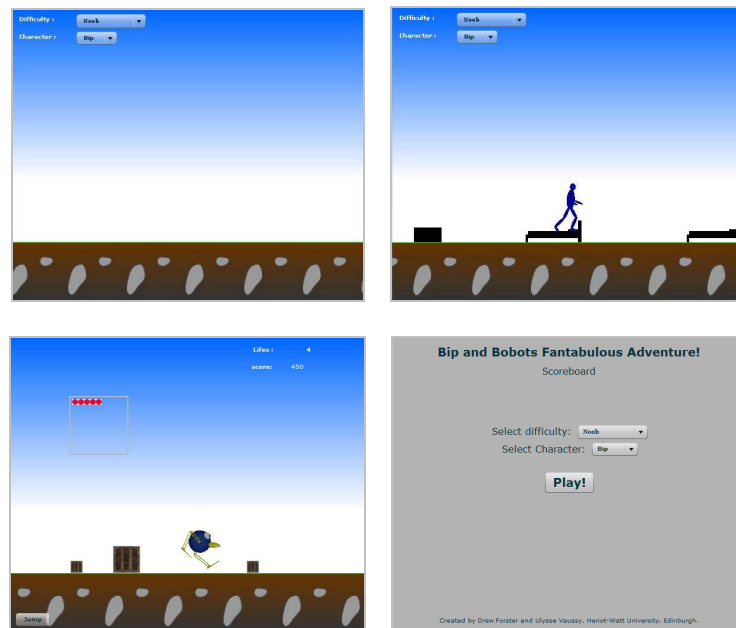 Difficulty : Noob
Character : Bip
Difficulty : Noob
Character : Bip
Lifes : 4
score: 450
Jump
Bip and Bobots Fantabulous Adventure!
Scoreboard
Select difficulty: Noob
Select Character: Bip
Play!
Created by Drew Forster and Ulysse Vaussy. Heriot-Watt University, Edinburgh.